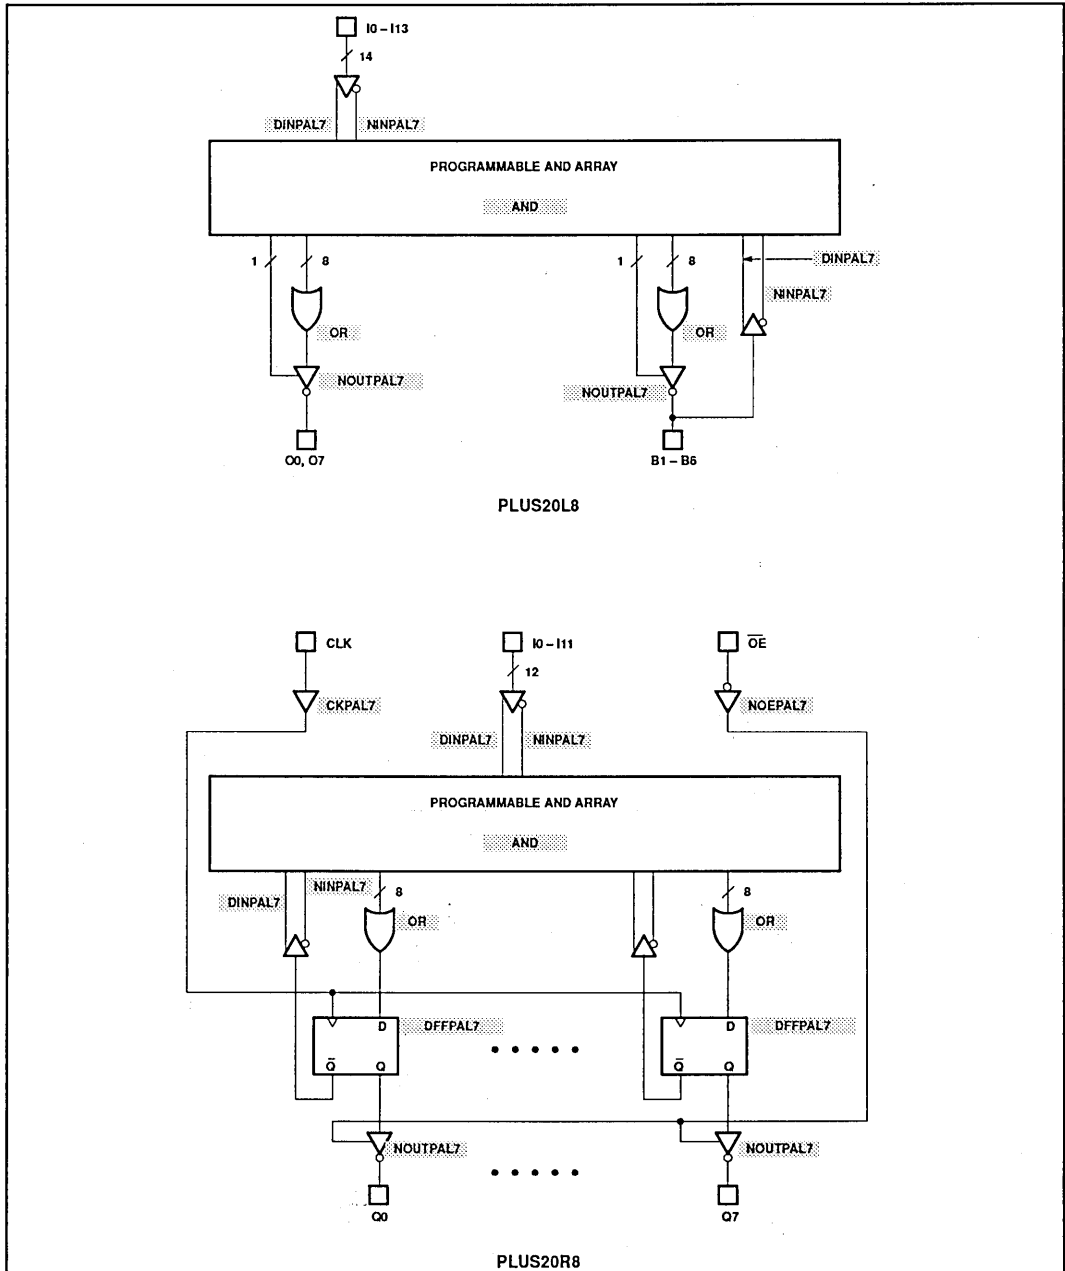 I0 – I13
14
DINPAL7 NINPAL7
PROGRAMMABLE AND ARRAY
AND
1 8 1 8 DINPAL7
NINPAL7
OR OR
NOUTPAL7 NOUTPAL7
O0, O7 B1 – B6
PLUS20L8
CLK I0 – I11 OE
12
CKPAL7 NOEPAL7
DINPAL7 NINPAL7
PROGRAMMABLE AND ARRAY
AND
NINPAL7 8 8
DINPAL7
OR OR
D DFFPAL7 D DFFPAL7
Q Q Q Q
NOUTPAL7 NOUTPAL7
Q0 Q7
PLUS20R8